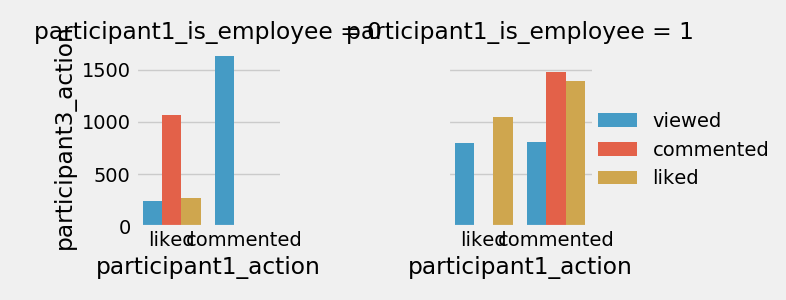 participant1_is_employee = 0
participant1_is_employee = 1
participant3_action
1500
1000
500
0
liked
commented
participant1_action
liked
commented
participant1_action
viewed
commented
liked